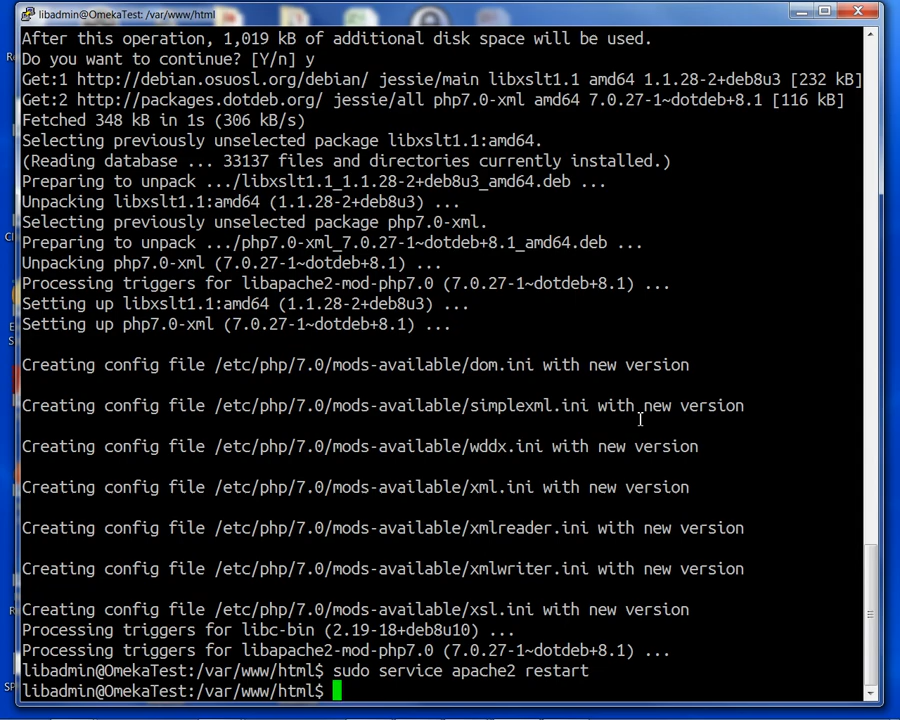 libadmin@OmekaTest: /var/www/html
After this operation, 1,019 kB of additional disk space will be used.
Do you want to continue? [Y/n] y
Get:1 http://debian.osuosl.org/debian/ jessie/main libxslt1.1 amd64 1.1.28-2+deb8u3 [232 kB]
Get:2 http://packages.dotdeb.org/ jessie/all php7.0-xml amd64 7.0.27-1~dotdeb+8.1 [116 kB]
Fetched 348 kB in 1s (306 kB/s)
Selecting previously unselected package libxslt1.1:amd64.
(Reading database ... 33137 files and directories currently installed.)
Preparing to unpack .../libxslt1.1_1.1.28-2+deb8u3_amd64.deb ...
Unpacking libxslt1.1:amd64 (1.1.28-2+deb8u3) ...
Selecting previously unselected package php7.0-xml.
Preparing to unpack .../php7.0-xml_7.0.27-1~dotdeb+8.1_amd64.deb ...
Unpacking php7.0-xml (7.0.27-1~dotdeb+8.1) ...
Processing triggers for libapache2-mod-php7.0 (7.0.27-1~dotdeb+8.1) ...
Setting up libxslt1.1:amd64 (1.1.28-2+deb8u3) ...
Setting up php7.0-xml (7.0.27-1~dotdeb+8.1) ...
Creating config file /etc/php/7.0/mods-available/dom.ini with new version
Creating config file /etc/php/7.0/mods-available/simplexml.ini with new version
Creating config file /etc/php/7.0/mods-available/wddx.ini with new version
Creating config file /etc/php/7.0/mods-available/xml.ini with new version
Creating config file /etc/php/7.0/mods-available/xmlreader.ini with new version
Creating config file /etc/php/7.0/mods-available/xmlwriter.ini with new version
Creating config file /etc/php/7.0/mods-available/xsl.ini with new version
Processing triggers for libc-bin (2.19-18+deb8u10) ...
Processing triggers for libapache2-mod-php7.0 (7.0.27-1~dotdeb+8.1) ...
libadmin@OmekaTest:/var/www/html$ sudo service apache2 restart
libadmin@OmekaTest:/var/www/html$